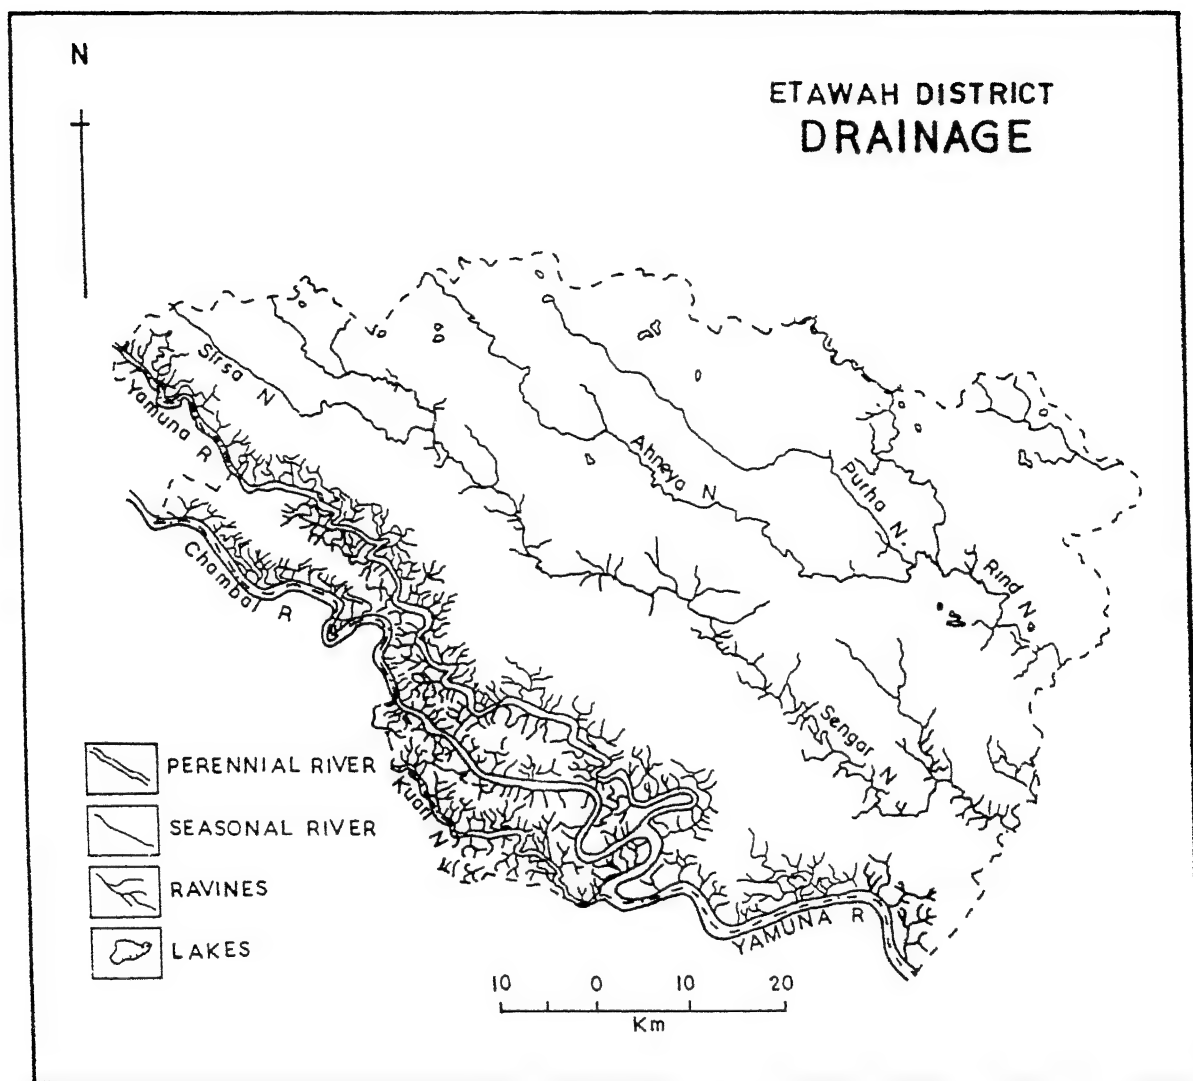 N
ETAWAH DISTRICT
DRAINAGE
Sirsa N
Yamuna R
Ahneya N
Purha N.
Chambal R
Rind N.
Sengar N
PERENNIAL RIVER
Kuari N
SEASONAL RIVER
RAVINES
YAMUNA R
LAKES
10 0 10 20
Km